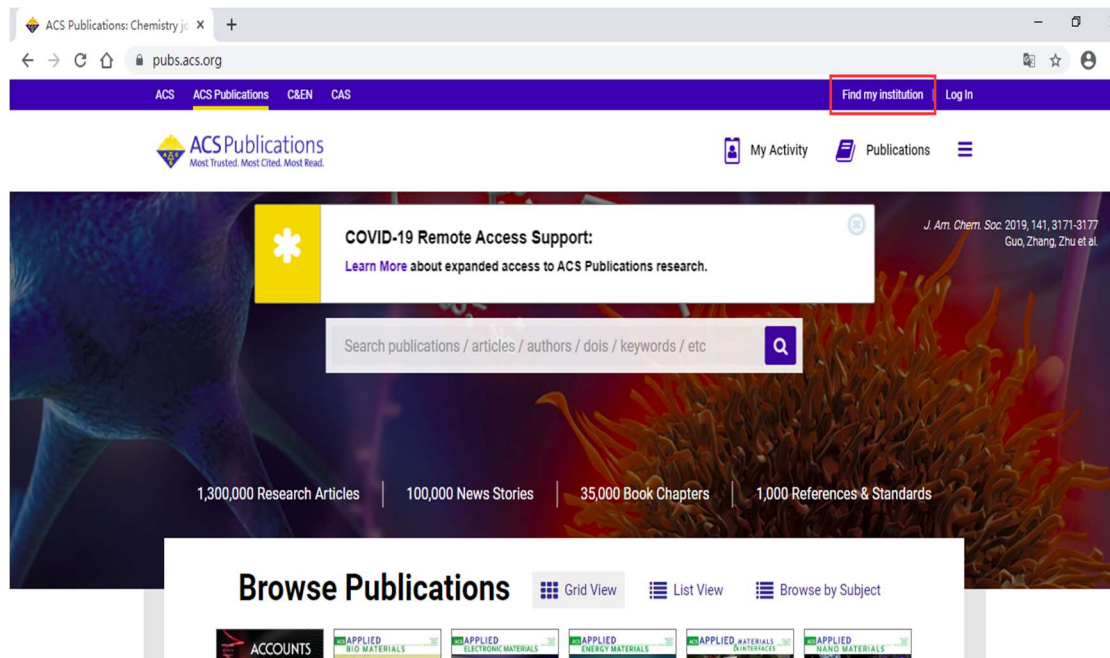 ACS Publications: Chemistry jo
pubs.acs.org
ACS ACS Publications C&EN CAS Find my institution | Log In
ACS Publications
Most Trusted. Most Cited. Most Read.
My Activity Publications
J. Am. Chem. Soc. 2019, 141, 3171-3177
Guo, Zhang, Zhu et al.
COVID-19 Remote Access Support:
Learn More about expanded access to ACS Publications research.
Search publications / articles / authors / dois / keywords / etc
1,300,000 Research Articles 100,000 News Stories 35,000 Book Chapters 1,000 References & Standards
Browse Publications Grid View List View Browse by Subject
ACCOUNTS
ACS APPLIED
BIO MATERIALS
ACS APPLIED
ELECTRONIC MATERIALS
ACS APPLIED
ENERGY MATERIALS
ACS APPLIED MATERIALS
& INTERFACES
ACS APPLIED
NANO MATERIALS